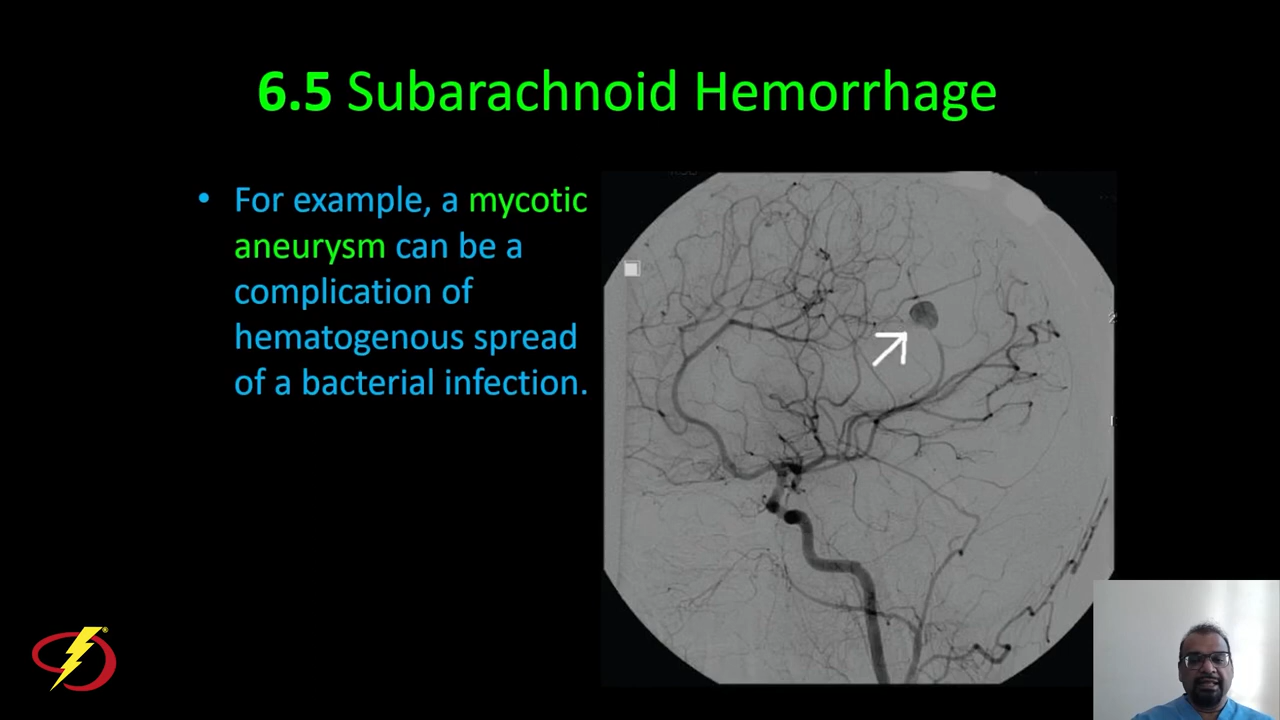 6.5 Subarachnoid Hemorrhage
• For example, a mycotic
aneurysm can be a
complication of
hematogenous spread
of a bacterial infection.